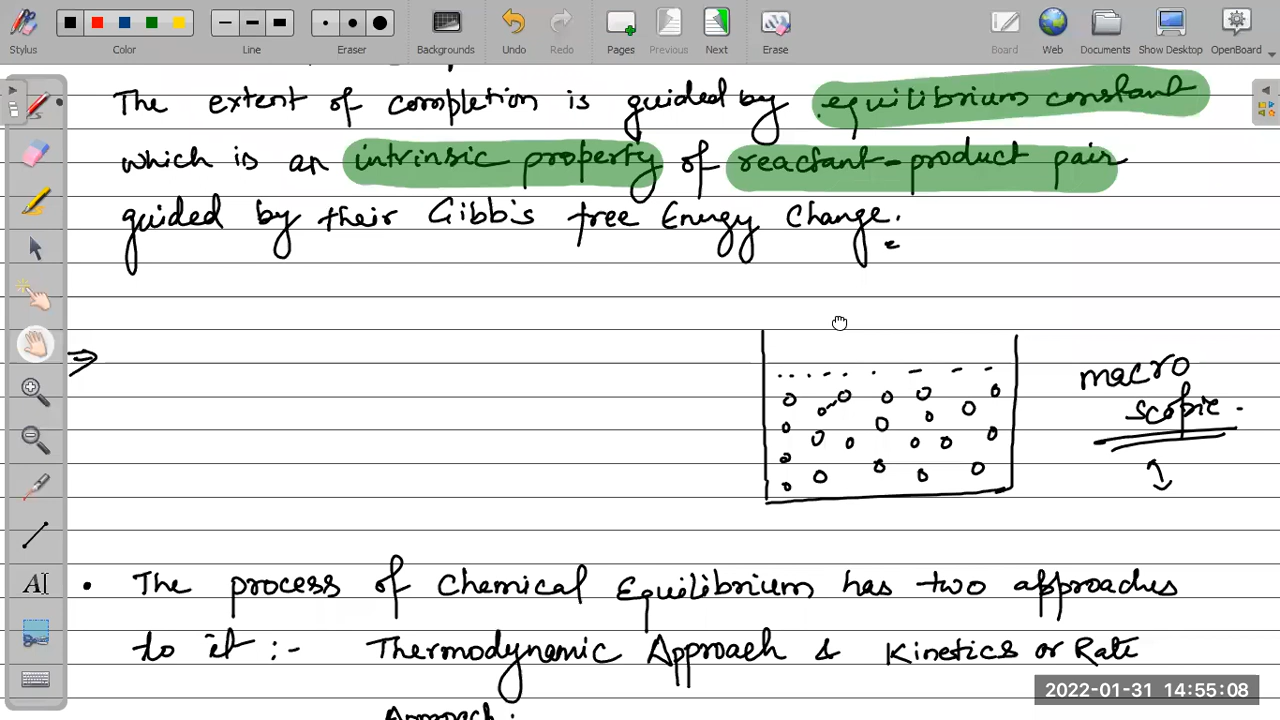 Stylus
Color
Line
Eraser
Backgrounds
Undo
Redo
Pages
Previous
Next
Erase
Board
Web
Documents
Show Desktop
OpenBoard
• The extent of completion is guided by equilibrium constant
which is an intrinsic property of reactant-product pair
guided by their Gibb's free Energy Change.
⇒
macro
scopic.
• The process of Chemical Equilibrium has two approaches
to it :- Thermodynamic Approach & Kinetics or Rate
Approach.
2022-01-31 14:55:08